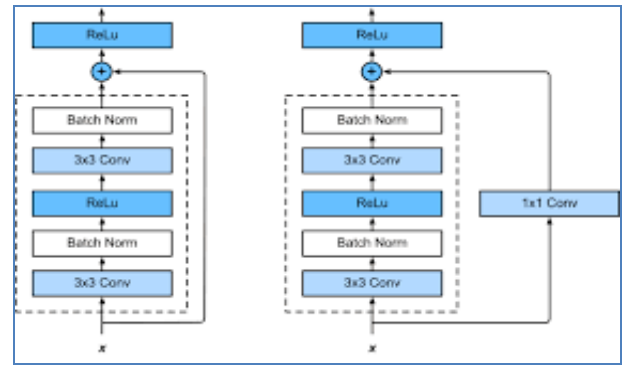 ReLu
+
Batch Norm
3x3 Conv
ReLu
Batch Norm
3x3 Conv
x
ReLu
+
Batch Norm
3x3 Conv
ReLu
1x1 Conv
Batch Norm
3x3 Conv
x